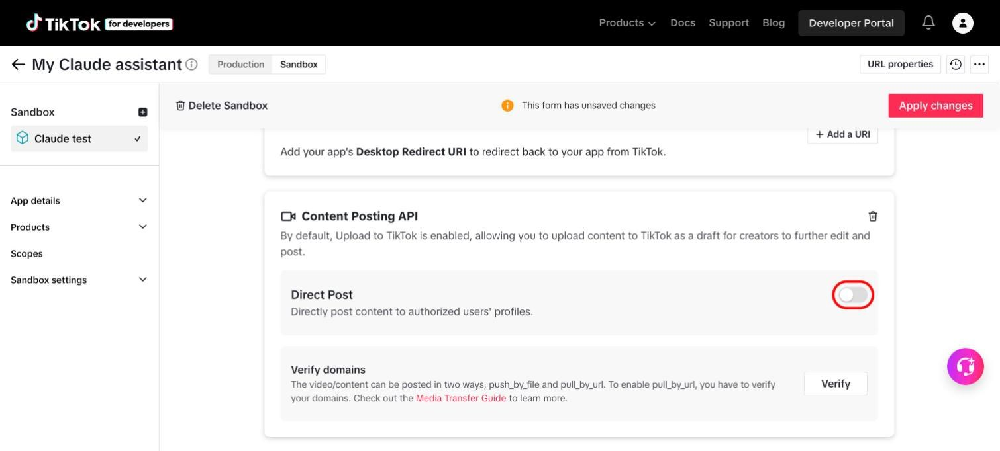 TikTok for developers
Products Docs Support Blog Developer Portal
My Claude assistant Production Sandbox URL properties
Sandbox
Claude test
App details
Products
Scopes
Sandbox settings
Delete Sandbox This form has unsaved changes Apply changes
+ Add a URI
Add your app's Desktop Redirect URI to redirect back to your app from TikTok.
Content Posting API
By default, Upload to TikTok is enabled, allowing you to upload content to TikTok as a draft for creators to further edit and
post.
Direct Post
Directly post content to authorized users' profiles.
Verify domains
The video/content can be posted in two ways, push_by_file and pull_by_url. To enable pull_by_url, you have to verify
your domains. Check out the Media Transfer Guide to learn more.
Verify